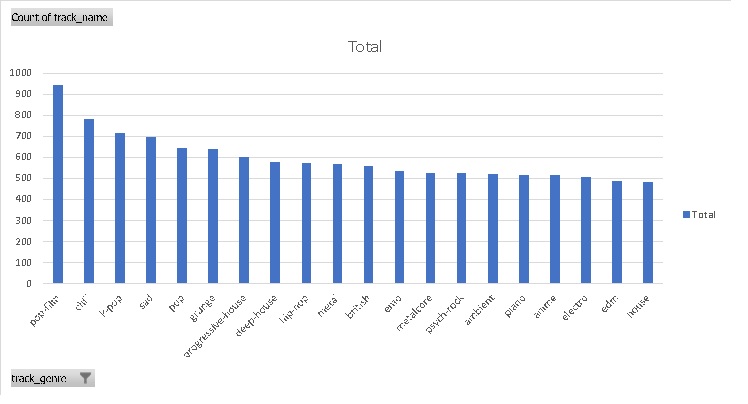 Count of track_name
Total
1000
900
800
700
600
500
400
300
200
100
0
pop-film
chill
k-pop
sad
pop
grunge
progressive-house
deep-house
hip-hop
metal
british
emo
metalcore
psych-rock
ambient
piano
anime
electro
edm
house
Total
track_genre